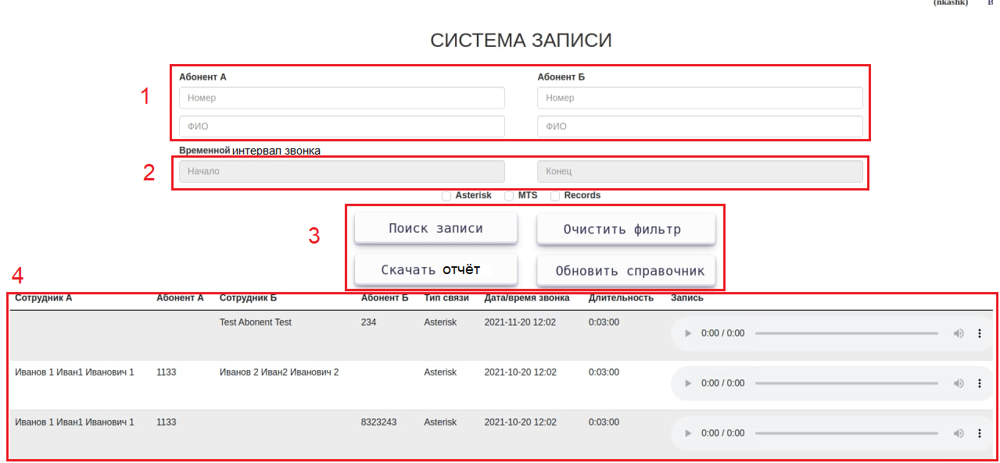 (nkashk) В
СИСТЕМА ЗАПИСИ
Абонент А Абонент Б
1
Номер Номер
ФИО ФИО
Временной интервал звонка
2
Начало Конец
Asterisk MTS Records
3
Поиск записи Очистить фильтр
Скачать отчёт Обновить справочник
4
Сотрудник А Абонент А Сотрудник Б Абонент Б Тип связи Дата/время звонка Длительность Запись
Test Abonent Test 234 Asterisk 2021-11-20 12:02 0:03:00 0:00 / 0:00
Иванов 1 Иван1 Иванович 1 1133 Иванов 2 Иван2 Иванович 2 Asterisk 2021-10-20 12:02 0:03:00 0:00 / 0:00
Иванов 1 Иван1 Иванович 1 1133 8323243 Asterisk 2021-10-20 12:02 0:03:00 0:00 / 0:00